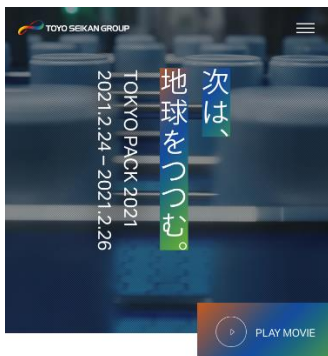 TOYO SEIKAN GROUP
次は、
地球をつつむ。
TOKYO PACK 2021
2021.2.24 – 2021.2.26
PLAY MOVIE